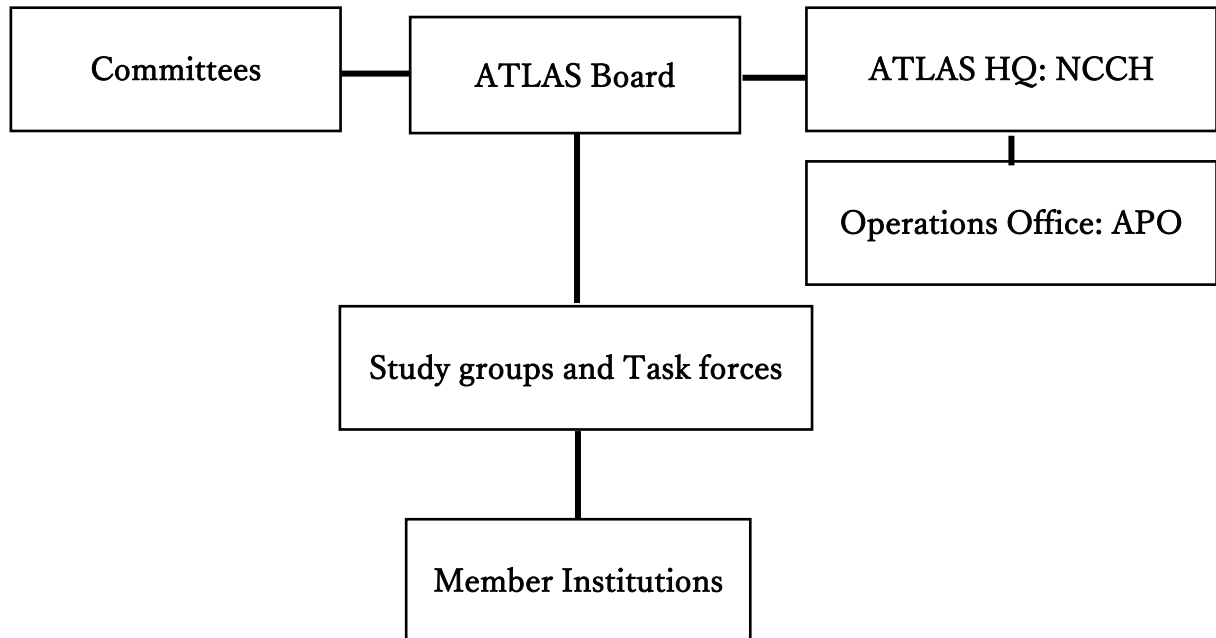 Committees
ATLAS Board
ATLAS HQ: NCCH
Operations Office: APO
Study groups and Task forces
Member Institutions